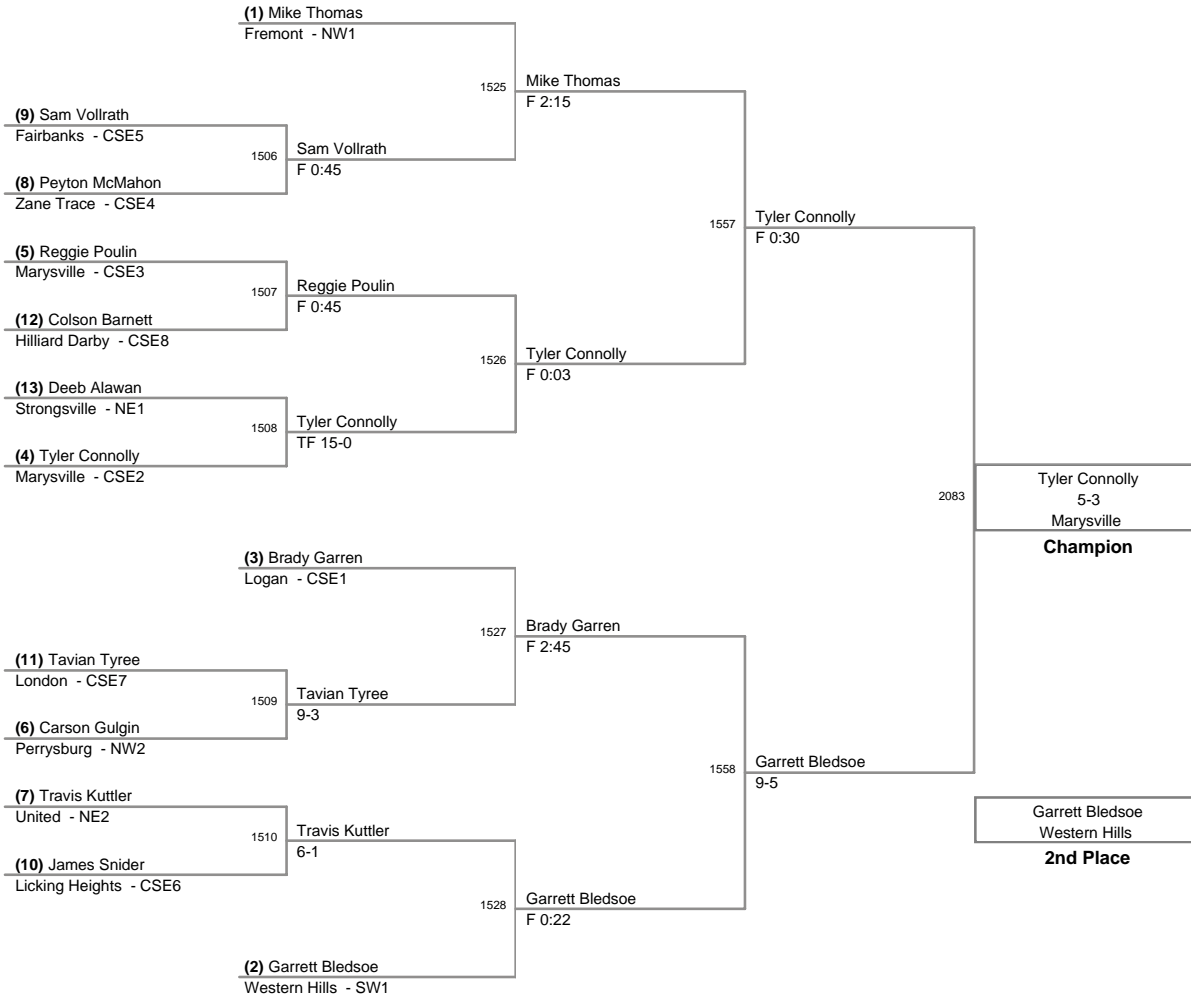 (1) Mike Thomas
Fremont - NW1
1525
Mike Thomas
F 2:15
(9) Sam Vollrath
Fairbanks - CSE5
1506
Sam Vollrath
F 0:45
(8) Peyton McMahon
Zane Trace - CSE4
1557
Tyler Connolly
F 0:30
(5) Reggie Poulin
Marysville - CSE3
1507
Reggie Poulin
F 0:45
(12) Colson Barnett
Hilliard Darby - CSE8
1526
Tyler Connolly
F 0:03
(13) Deeb Alawan
Strongsville - NE1
1508
Tyler Connolly
TF 15-0
(4) Tyler Connolly
Marysville - CSE2
2083
Tyler Connolly
5-3
Marysville
Champion
(3) Brady Garren
Logan - CSE1
1527
Brady Garren
F 2:45
(11) Tavian Tyree
London - CSE7
1509
Tavian Tyree
9-3
(6) Carson Gulgin
Perrysburg - NW2
1558
Garrett Bledsoe
9-5
(7) Travis Kuttler
United - NE2
1510
Travis Kuttler
6-1
(10) James Snider
Licking Heights - CSE6
Garrett Bledsoe
Western Hills
2nd Place
1528
Garrett Bledsoe
F 0:22
(2) Garrett Bledsoe
Western Hills - SW1